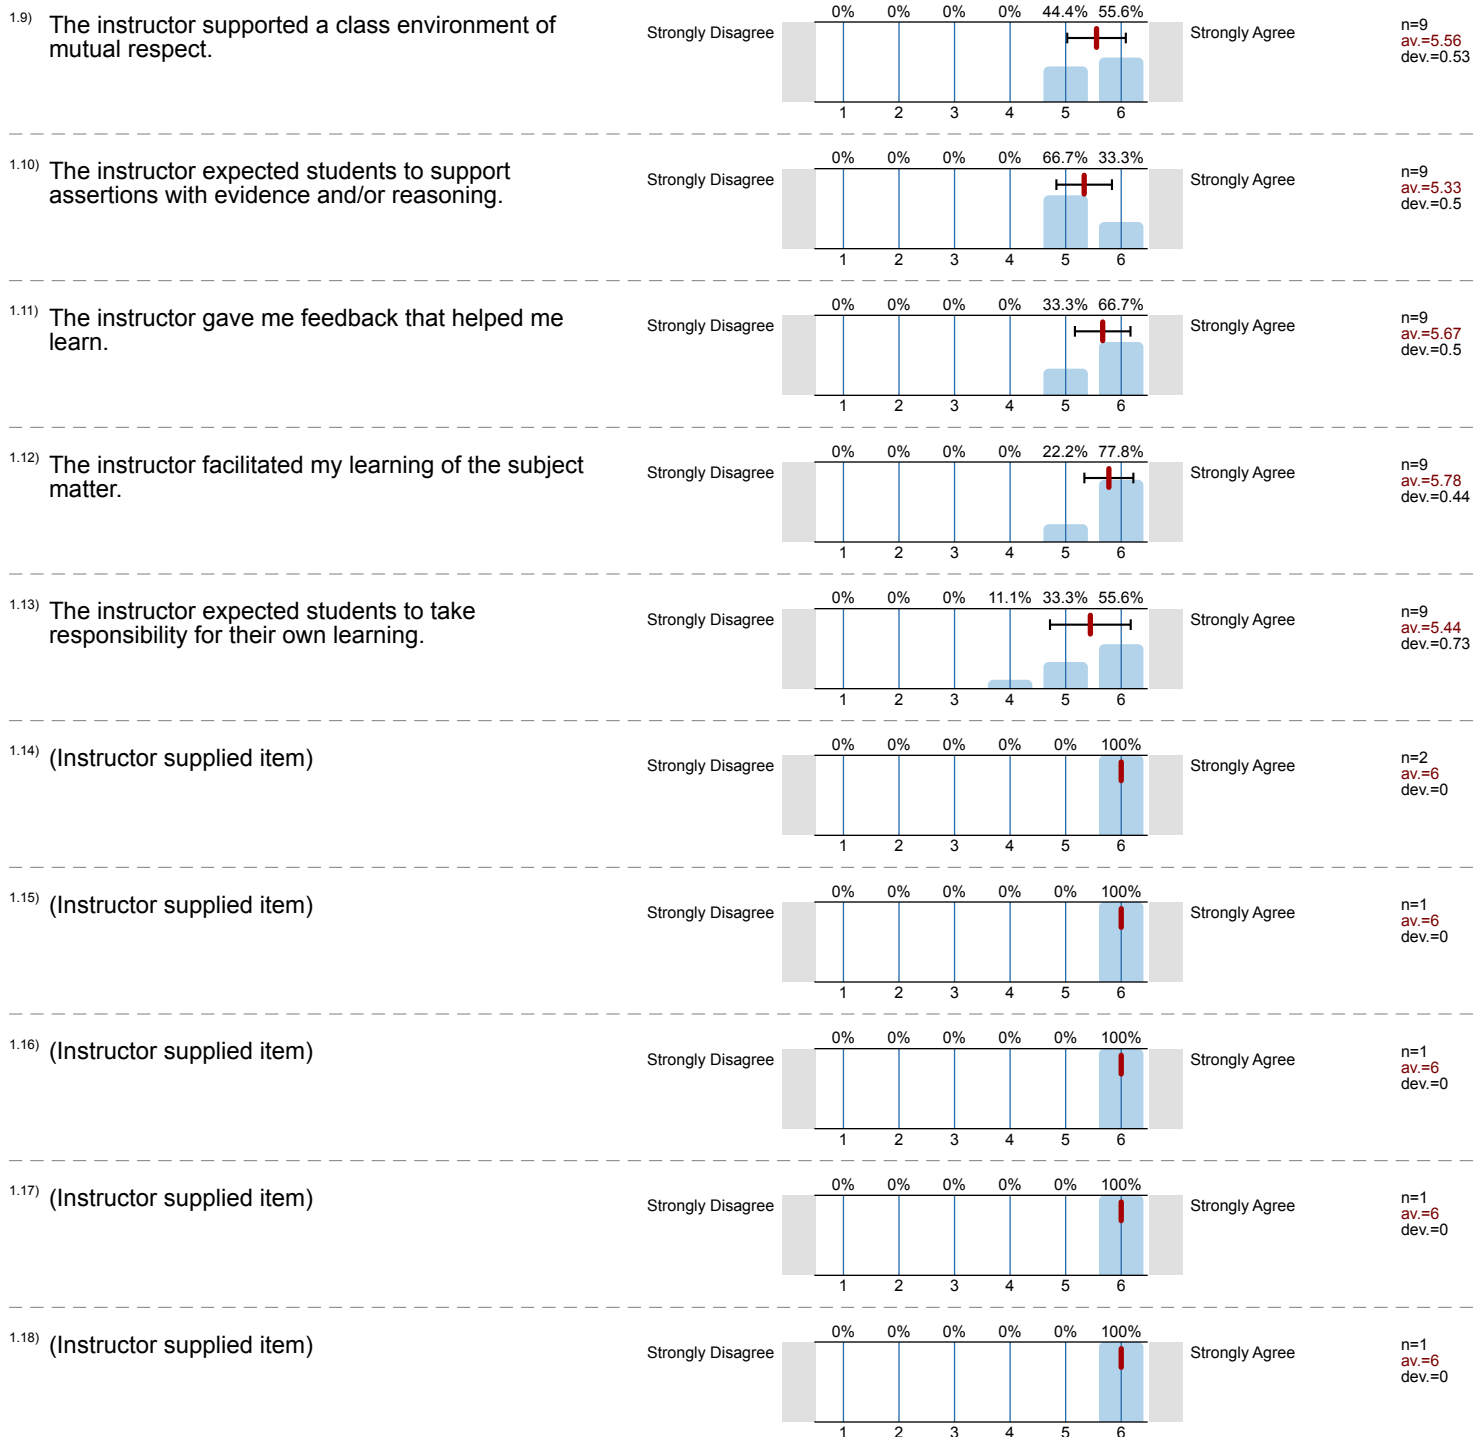 1.9) The instructor supported a class environment of
mutual respect.
Strongly Disagree
0% 0% 0% 0% 44.4% 55.6%
1 2 3 4 5 6
Strongly Agree
n=9
av.=5.56
dev.=0.53
1.10) The instructor expected students to support
assertions with evidence and/or reasoning.
Strongly Disagree
0% 0% 0% 0% 66.7% 33.3%
1 2 3 4 5 6
Strongly Agree
n=9
av.=5.33
dev.=0.5
1.11) The instructor gave me feedback that helped me
learn.
Strongly Disagree
0% 0% 0% 0% 33.3% 66.7%
1 2 3 4 5 6
Strongly Agree
n=9
av.=5.67
dev.=0.5
1.12) The instructor facilitated my learning of the subject
matter.
Strongly Disagree
0% 0% 0% 0% 22.2% 77.8%
1 2 3 4 5 6
Strongly Agree
n=9
av.=5.78
dev.=0.44
1.13) The instructor expected students to take
responsibility for their own learning.
Strongly Disagree
0% 0% 0% 11.1% 33.3% 55.6%
1 2 3 4 5 6
Strongly Agree
n=9
av.=5.44
dev.=0.73
1.14) (Instructor supplied item)
Strongly Disagree
0% 0% 0% 0% 0% 100%
1 2 3 4 5 6
Strongly Agree
n=2
av.=6
dev.=0
1.15) (Instructor supplied item)
Strongly Disagree
0% 0% 0% 0% 0% 100%
1 2 3 4 5 6
Strongly Agree
n=1
av.=6
dev.=0
1.16) (Instructor supplied item)
Strongly Disagree
0% 0% 0% 0% 0% 100%
1 2 3 4 5 6
Strongly Agree
n=1
av.=6
dev.=0
1.17) (Instructor supplied item)
Strongly Disagree
0% 0% 0% 0% 0% 100%
1 2 3 4 5 6
Strongly Agree
n=1
av.=6
dev.=0
1.18) (Instructor supplied item)
Strongly Disagree
0% 0% 0% 0% 0% 100%
1 2 3 4 5 6
Strongly Agree
n=1
av.=6
dev.=0